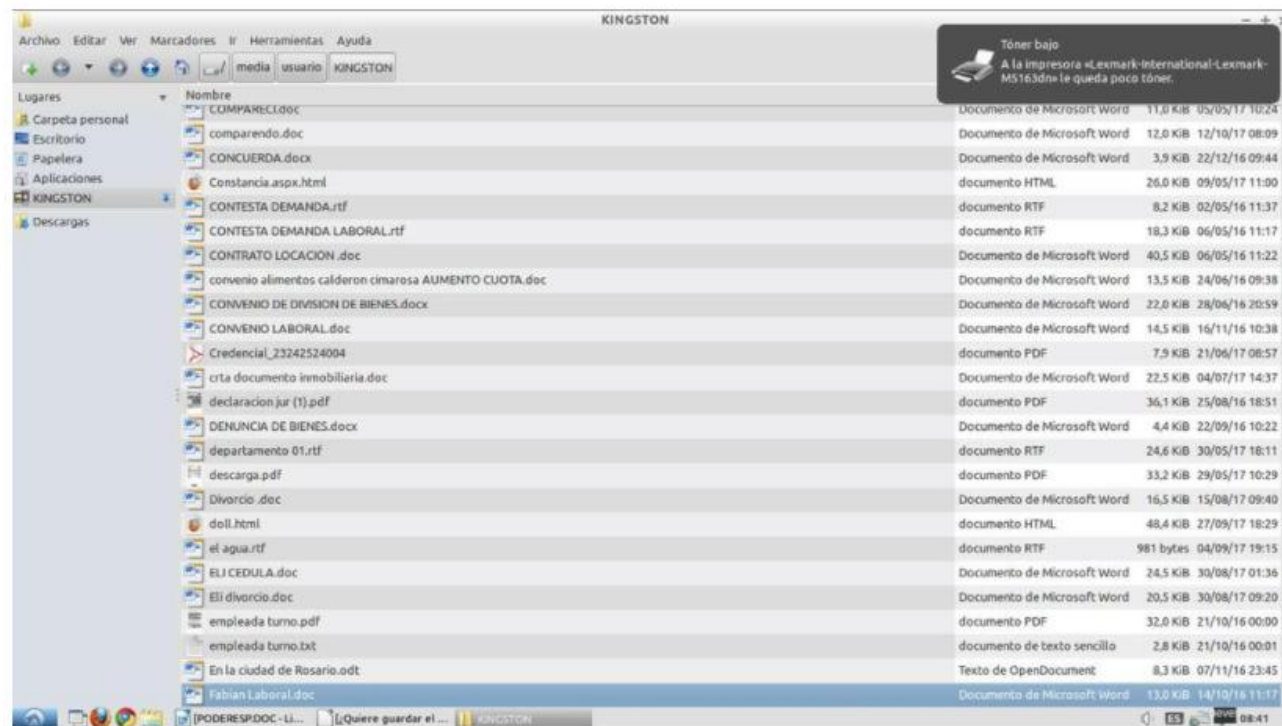 KINGSTON
Archivo Editar Ver Marcadores Ir Herramientas Ayuda
Tóner bajo
A la impresora «Lexmark-International-Lexmark-MS163dn» le queda poco tóner.
media usuario KINGSTON
Lugares
Carpeta personal
Escritorio
Papelera
Aplicaciones
KINGSTON
Descargas
Nombre
COMPARECI.doc Documento de Microsoft Word 11,0 KiB 05/05/17 10:24
comparendo.doc Documento de Microsoft Word 12,0 KiB 12/10/17 08:09
CONCUERDA.docx Documento de Microsoft Word 3,9 KiB 22/12/16 09:44
Constancia.aspx.html documento HTML 26,0 KiB 09/05/17 11:00
CONTESTA DEMANDA.rtf documento RTF 8,2 KiB 02/05/16 11:37
CONTESTA DEMANDA LABORAL.rtf documento RTF 18,3 KiB 06/05/16 11:17
CONTRATO LOCACION .doc Documento de Microsoft Word 40,5 KiB 06/05/16 11:22
convenio alimentos calderon cimarosa AUMENTO CUOTA.doc Documento de Microsoft Word 13,5 KiB 24/06/16 09:38
CONVENIO DE DIVISION DE BIENES.docx Documento de Microsoft Word 22,0 KiB 28/06/16 20:59
CONVENIO LABORAL.doc Documento de Microsoft Word 14,5 KiB 16/11/16 10:38
Credencial_23242524004 documento PDF 7,9 KiB 21/06/17 08:57
crta documento inmobiliaria.doc Documento de Microsoft Word 22,5 KiB 04/07/17 14:37
declaracion jur (1).pdf documento PDF 36,1 KiB 25/08/16 18:51
DENUNCIA DE BIENES.docx Documento de Microsoft Word 4,4 KiB 22/09/16 10:22
departamento 01.rtf documento RTF 24,6 KiB 30/05/17 18:11
descarga.pdf documento PDF 33,2 KiB 29/05/17 10:29
Divorcio .doc Documento de Microsoft Word 16,5 KiB 15/08/17 09:40
doll.html documento HTML 48,4 KiB 27/09/17 18:29
el agua.rtf documento RTF 981 bytes 04/09/17 19:15
ELI CEDULA.doc Documento de Microsoft Word 24,5 KiB 30/08/17 01:36
Eli divorcio.doc Documento de Microsoft Word 20,5 KiB 30/08/17 09:20
empleada turno.pdf documento PDF 32,0 KiB 21/10/16 00:00
empleada turno.txt documento de texto sencillo 2,8 KiB 21/10/16 00:01
En la ciudad de Rosario.odt Texto de OpenDocument 8,3 KiB 07/11/16 23:45
Fabian Laboral.doc Documento de Microsoft Word 13,0 KiB 14/10/16 11:17
[PODERESP.DOC - Li... [¿Quiere guardar el ... KINGSTON ES 08:41